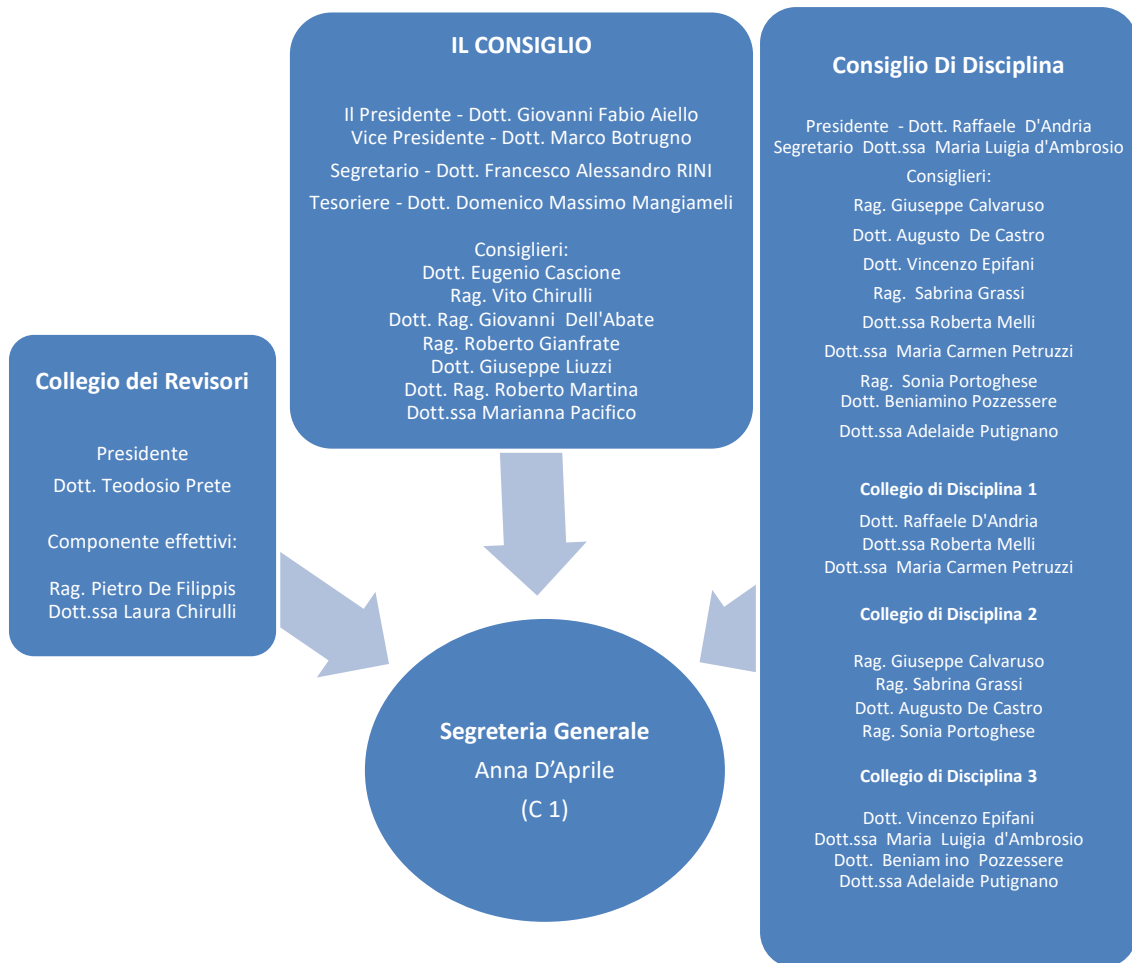 IL CONSIGLIO
Il Presidente - Dott. Giovanni Fabio Aiello
Vice Presidente - Dott. Marco Botrugno
Segretario - Dott. Francesco Alessandro RINI
Tesoriere - Dott. Domenico Massimo Mangiameli
Consiglieri:
Dott. Eugenio Cascione
Rag. Vito Chirulli
Dott. Rag. Giovanni Dell'Abate
Rag. Roberto Gianfrate
Dott. Giuseppe Liuzzi
Dott. Rag. Roberto Martina
Dott.ssa Marianna Pacifico
Consiglio Di Disciplina
Presidente - Dott. Raffaele D'Andria
Segretario Dott.ssa Maria Luigia d'Ambrosio
Consiglieri:
Rag. Giuseppe Calvaruso
Dott. Augusto De Castro
Dott. Vincenzo Epifani
Rag. Sabrina Grassi
Dott.ssa Roberta Melli
Dott.ssa Maria Carmen Petruzzi
Rag. Sonia Portoghese
Dott. Beniamino Pozzessere
Dott.ssa Adelaide Putignano
Collegio di Disciplina 1
Dott. Raffaele D'Andria
Dott.ssa Roberta Melli
Dott.ssa Maria Carmen Petruzzi
Collegio di Disciplina 2
Rag. Giuseppe Calvaruso
Rag. Sabrina Grassi
Dott. Augusto De Castro
Rag. Sonia Portoghese
Collegio di Disciplina 3
Dott. Vincenzo Epifani
Dott.ssa Maria Luigia d'Ambrosio
Dott. Beniam ino Pozzessere
Dott.ssa Adelaide Putignano
Collegio dei Revisori
Presidente
Dott. Teodosio Prete
Componente effettivi:
Rag. Pietro De Filippis
Dott.ssa Laura Chirulli
Segreteria Generale
Anna D’Aprile
(C 1)